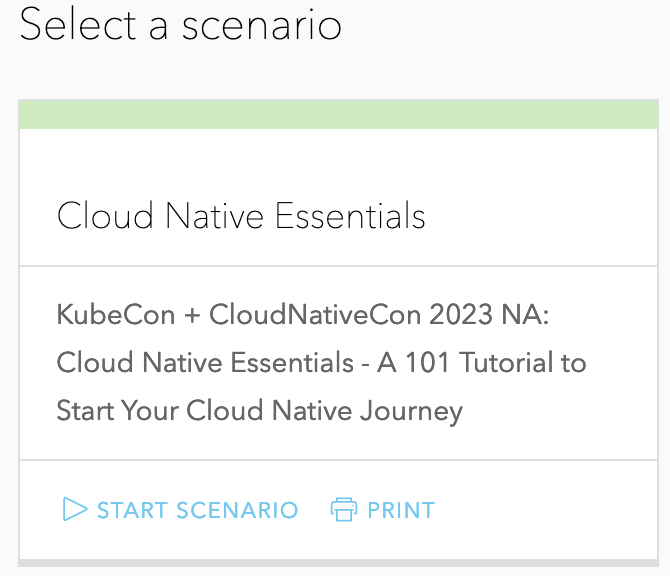 Select a scenario
Cloud Native Essentials
KubeCon + CloudNativeCon 2023 NA:
Cloud Native Essentials - A 101 Tutorial to
Start Your Cloud Native Journey
START SCENARIO PRINT